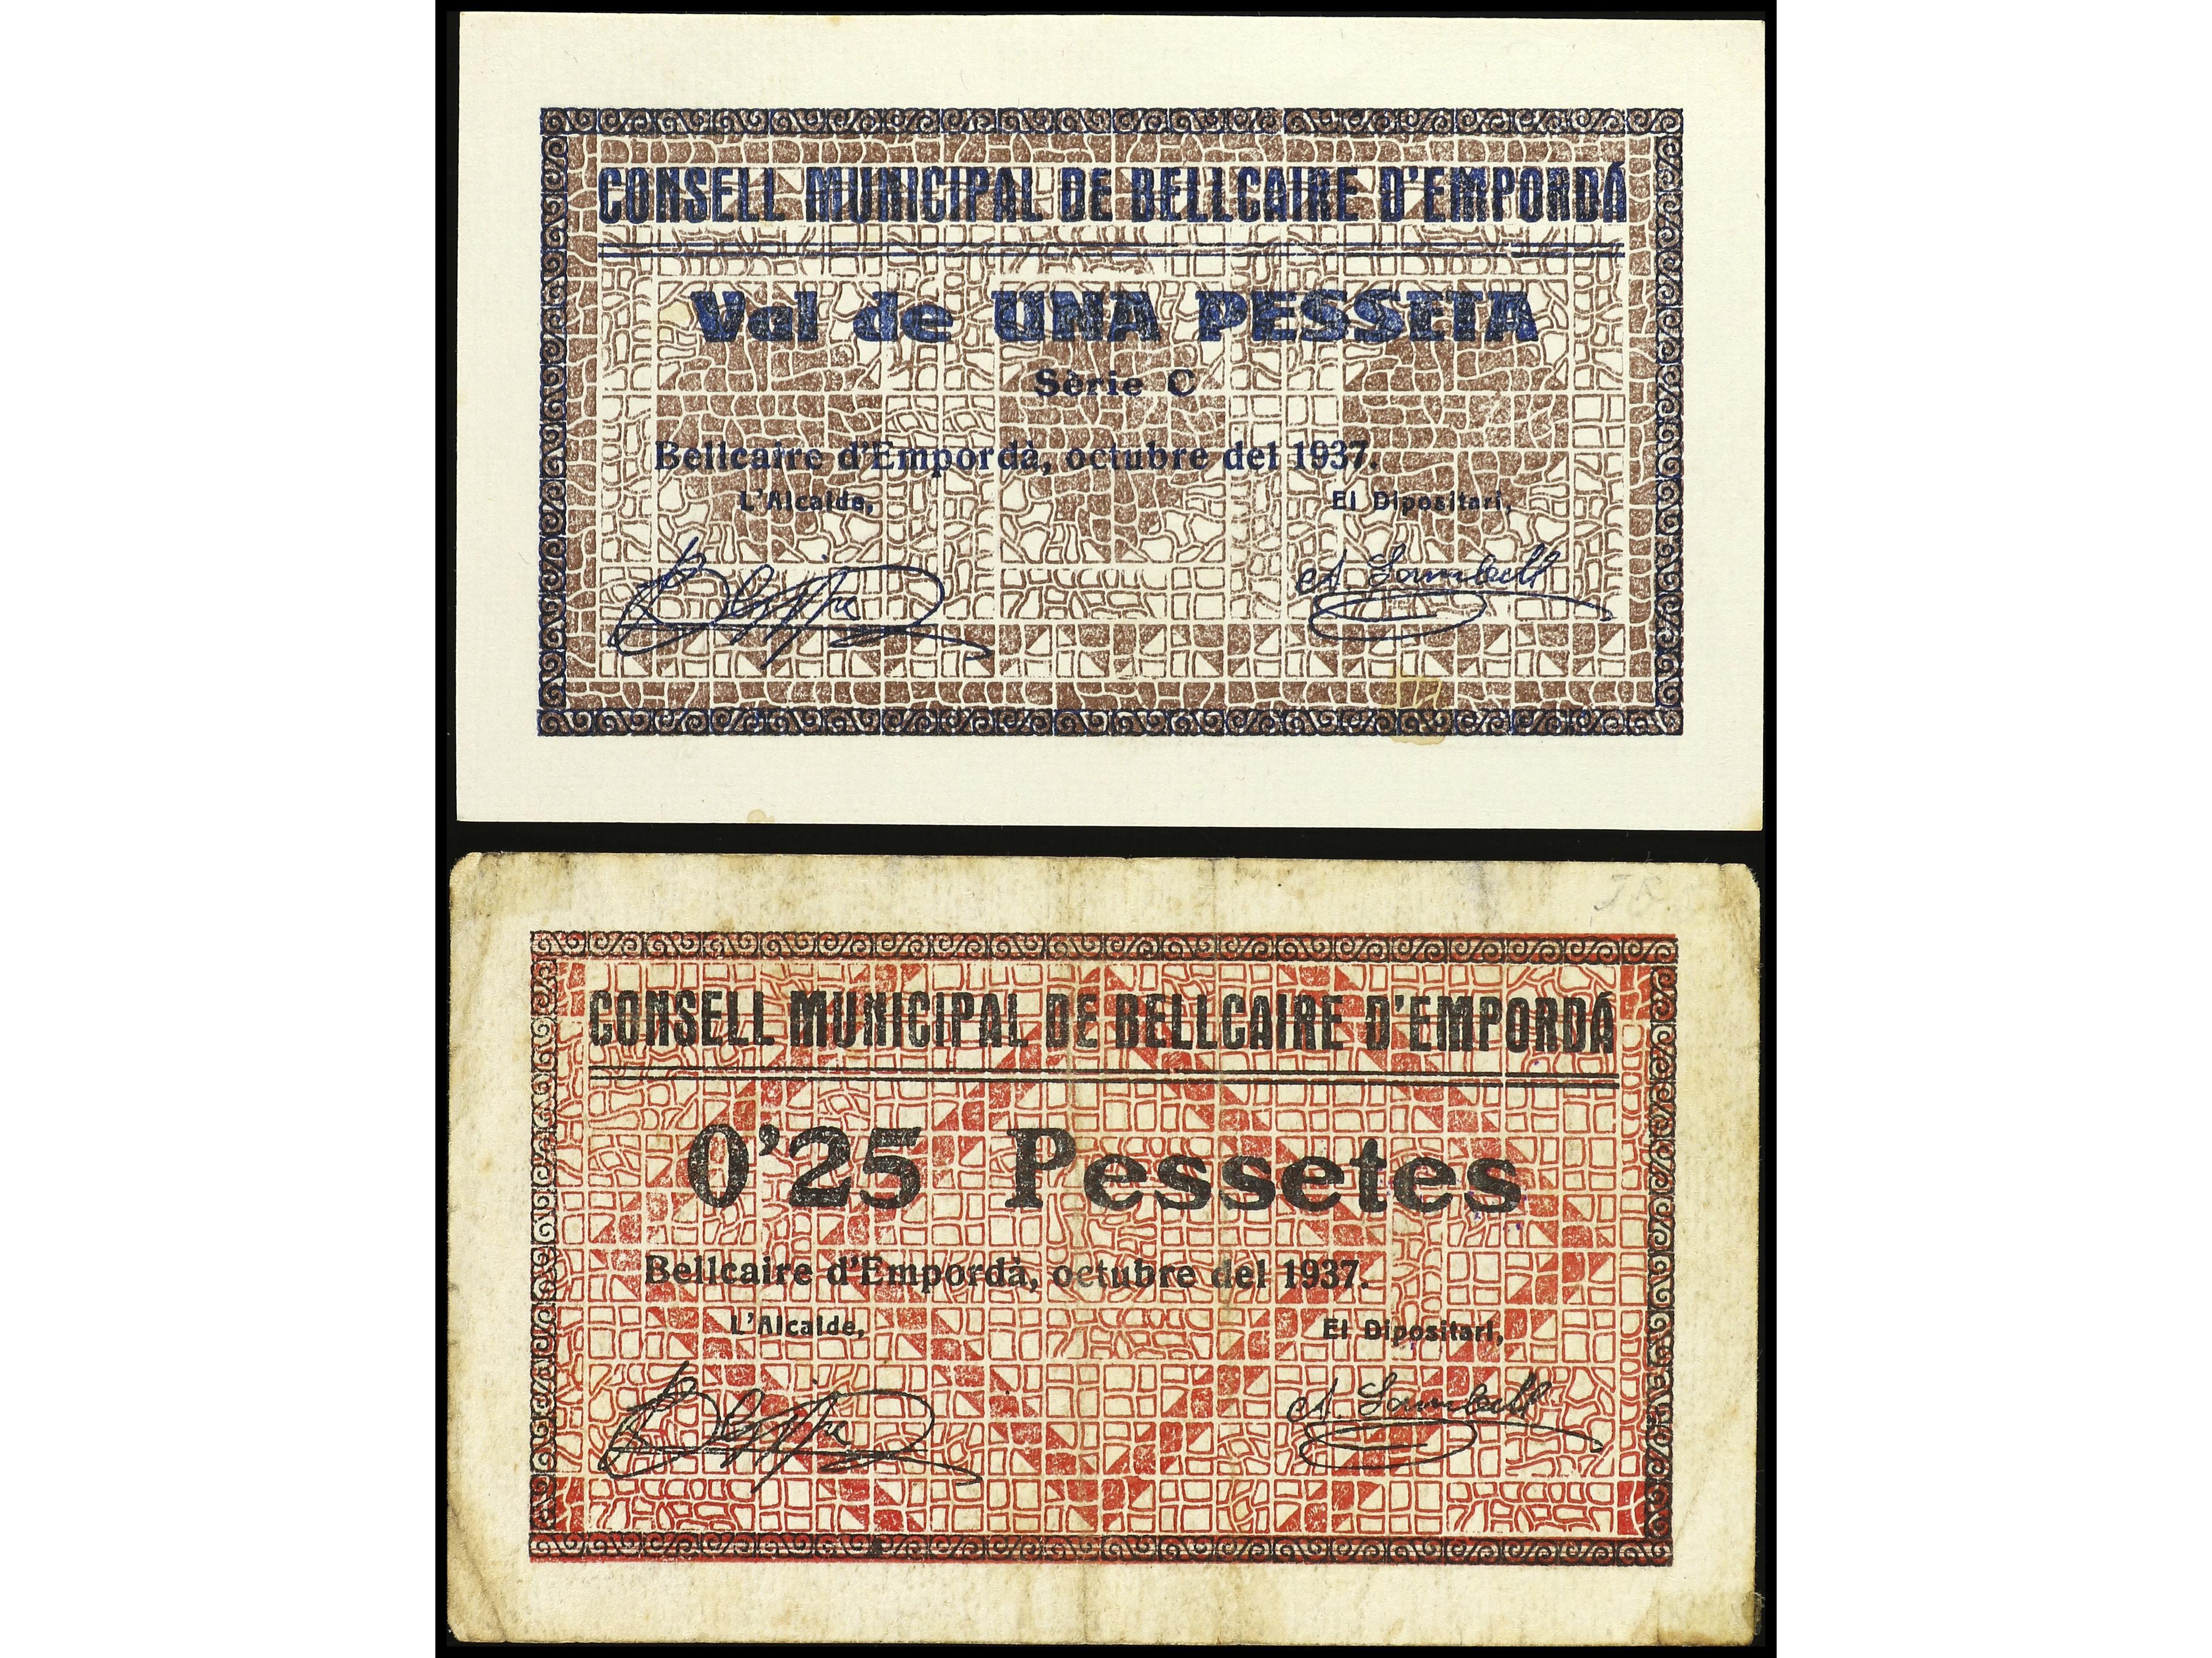 CONSELL MUNICIPAL DE BELLCAIRE D'EMPORDÁ
Val de UNA PESSETA
Sèrie C
Bellcaire d'Empordà, octubre del 1937.
L'Alcalde,
El Dipositari,
CONSELL MUNICIPAL DE BELLCAIRE D'EMPORDÁ
0'25 Pessetes
Bellcaire d'Empordà, octubre del 1937.
L'Alcalde,
El Dipositari,